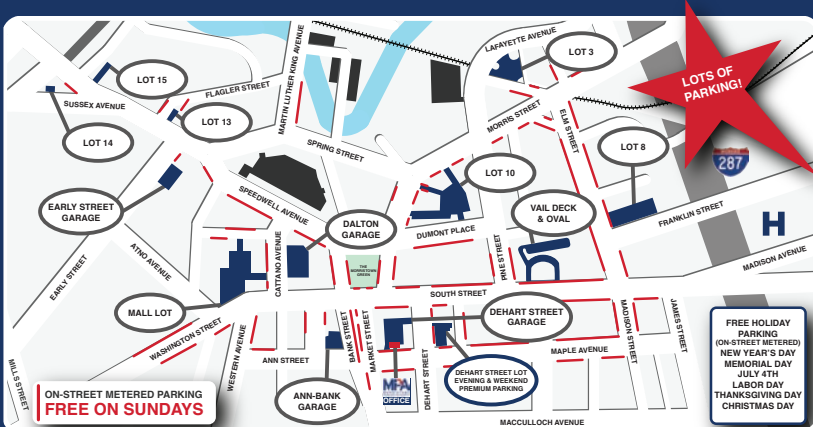 LAFAYETTE AVENUE
LOT 3
LOTS OF
PARKING!
LOT 15
MARTIN LUTHER KING AVENUE
FLAGLER STREET
SUSSEX AVENUE
LOT 13
MORRIS STREET
ELM STREET
LOT 14
SPRING STREET
LOT 8
287
LOT 10
EARLY STREET
GARAGE
SPEEDWELL AVENUE
VAIL DECK
& OVAL
FRANKLIN STREET
H
DALTON
GARAGE
DUMONT PLACE
PINE STREET
MADISON AVENUE
EARLY STREET
ATNO AVENUE
CATTANO AVENUE
THE
MORRISTOWN
GREEN
SOUTH STREET
MALL LOT
DEHART STREET
GARAGE
WASHINGTON STREET
WESTERN AVENUE
BANK STREET
MARKET STREET
MADISON STREET
JAMES STREET
ANN STREET
MAPLE AVENUE
DEHART STREET
MILLS STREET
DEHART STREET LOT
EVENING & WEEKEND
PREMIUM PARKING
ANN-BANK
GARAGE
MPA
OFFICE
MACCULLOCH AVENUE
ON-STREET METERED PARKING
FREE ON SUNDAYS
FREE HOLIDAY
PARKING
(ON-STREET METERED)
NEW YEAR'S DAY
MEMORIAL DAY
JULY 4TH
LABOR DAY
THANKSGIVING DAY
CHRISTMAS DAY